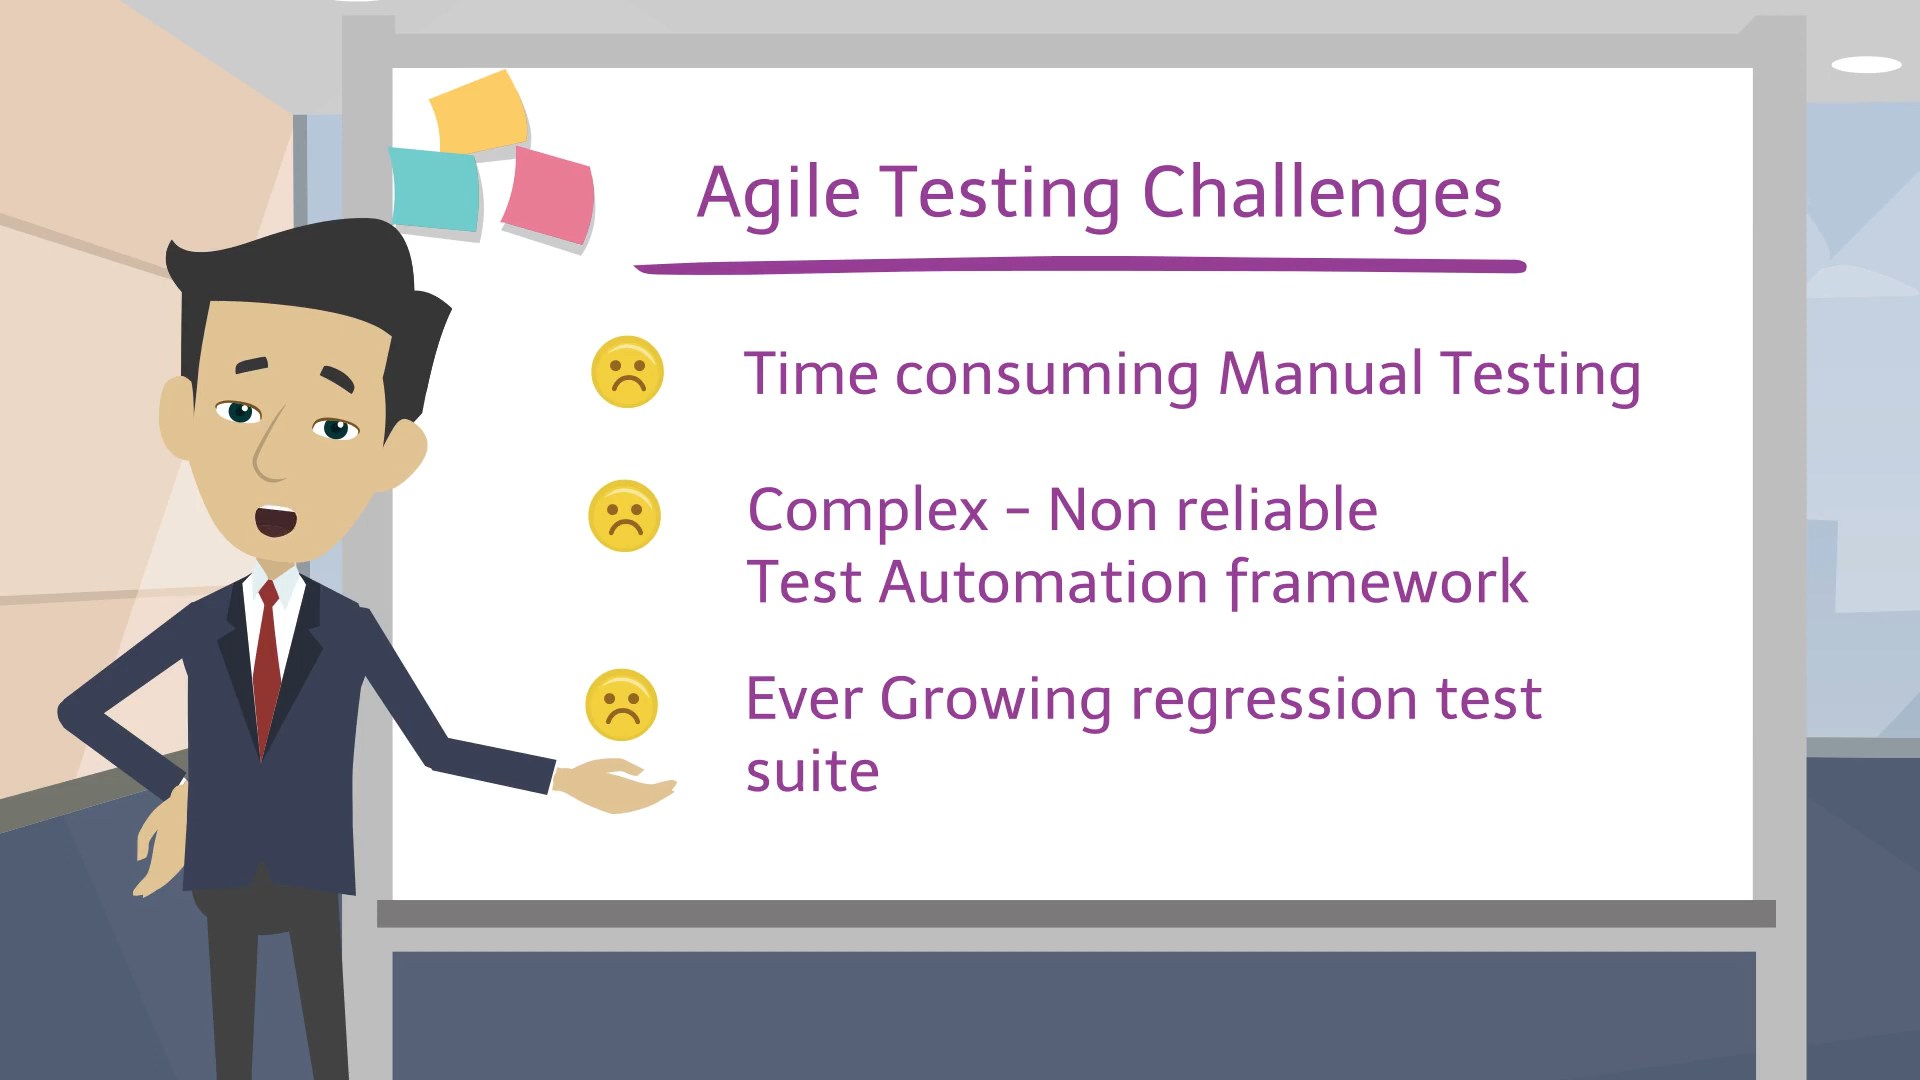 Agile Testing Challenges
Time consuming Manual Testing
Complex - Non reliable
Test Automation framework
Ever Growing regression test
suite